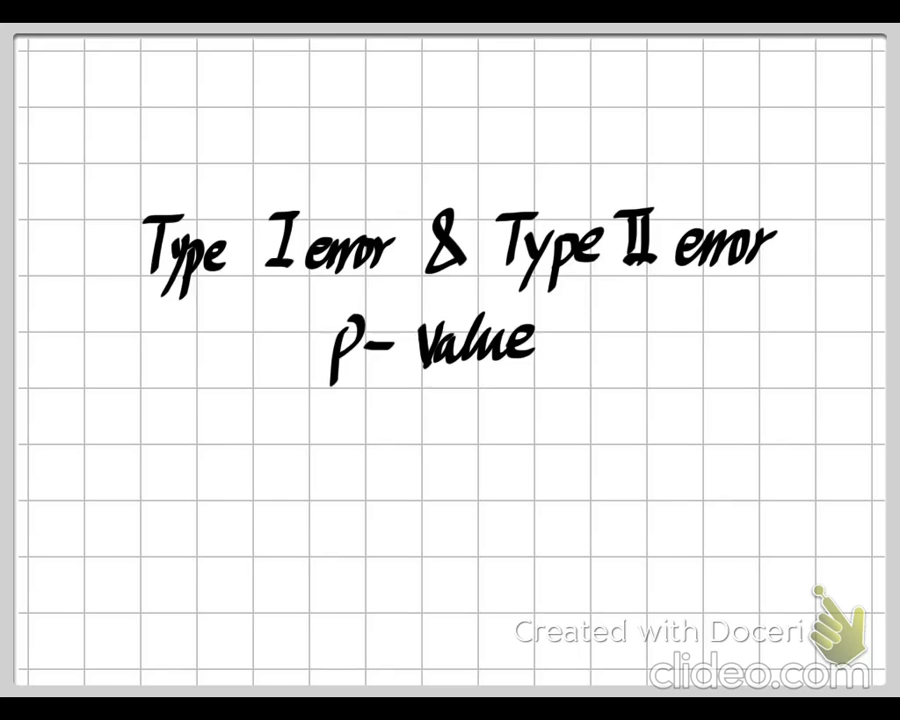 Type I error & Type II error
P- Value
Created with Doceri
clideo.com